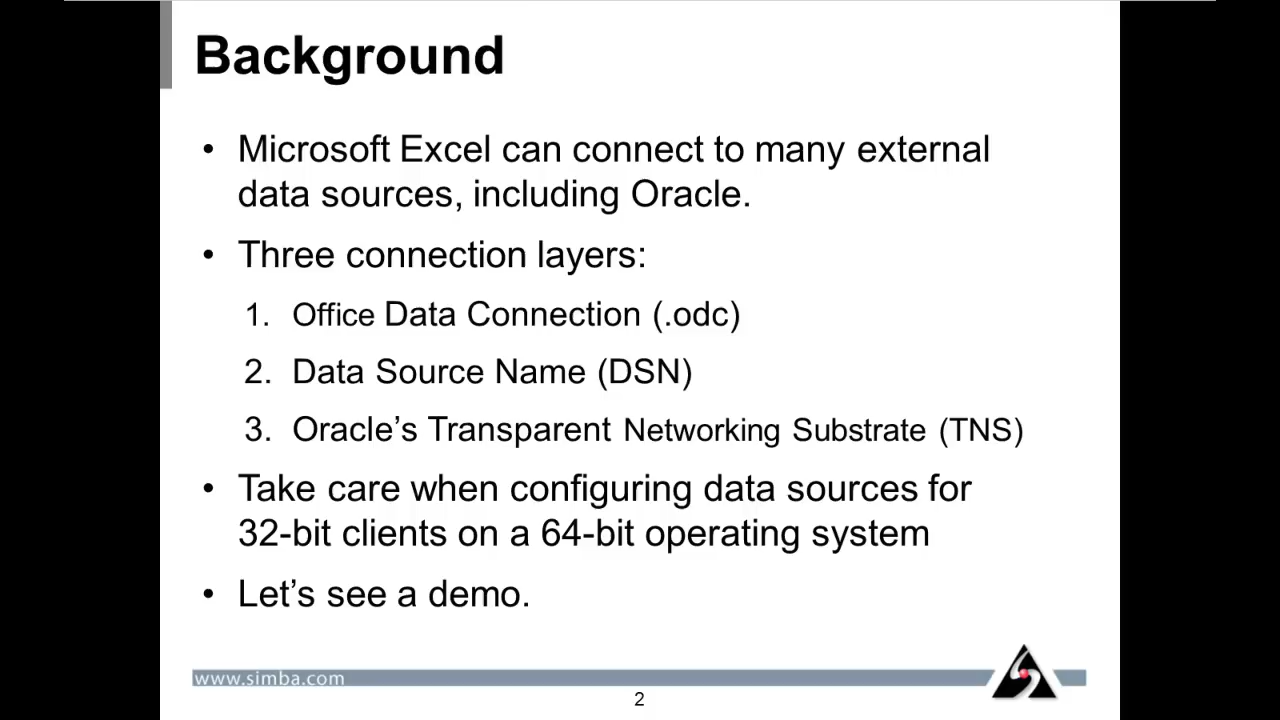 Background
• Microsoft Excel can connect to many external
data sources, including Oracle.
• Three connection layers:
1. Office Data Connection (.odc)
2. Data Source Name (DSN)
3. Oracle’s Transparent Networking Substrate (TNS)
• Take care when configuring data sources for
32-bit clients on a 64-bit operating system
• Let’s see a demo.
www.simba.com
2